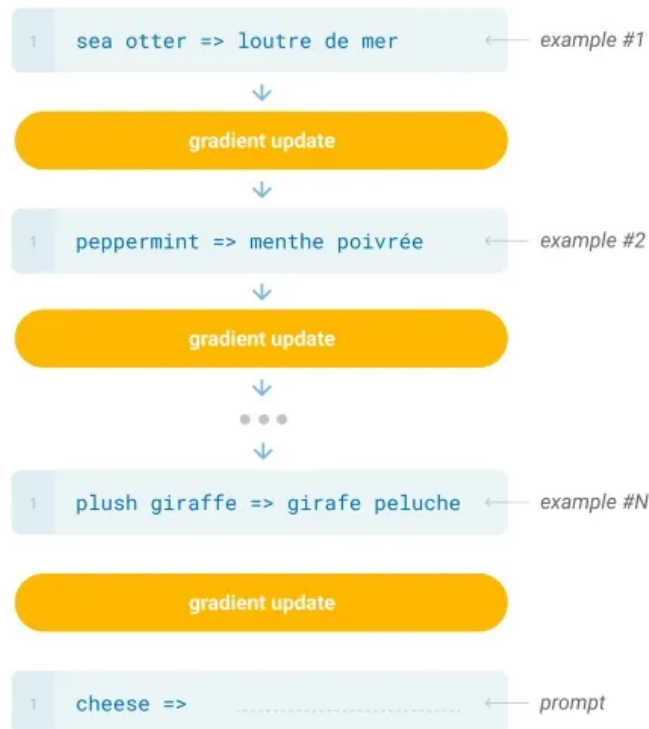 1 sea otter => loutre de mer example #1
gradient update
1 peppermint => menthe poivrée example #2
gradient update
1 plush giraffe => girafe peluche example #N
gradient update
1 cheese => prompt